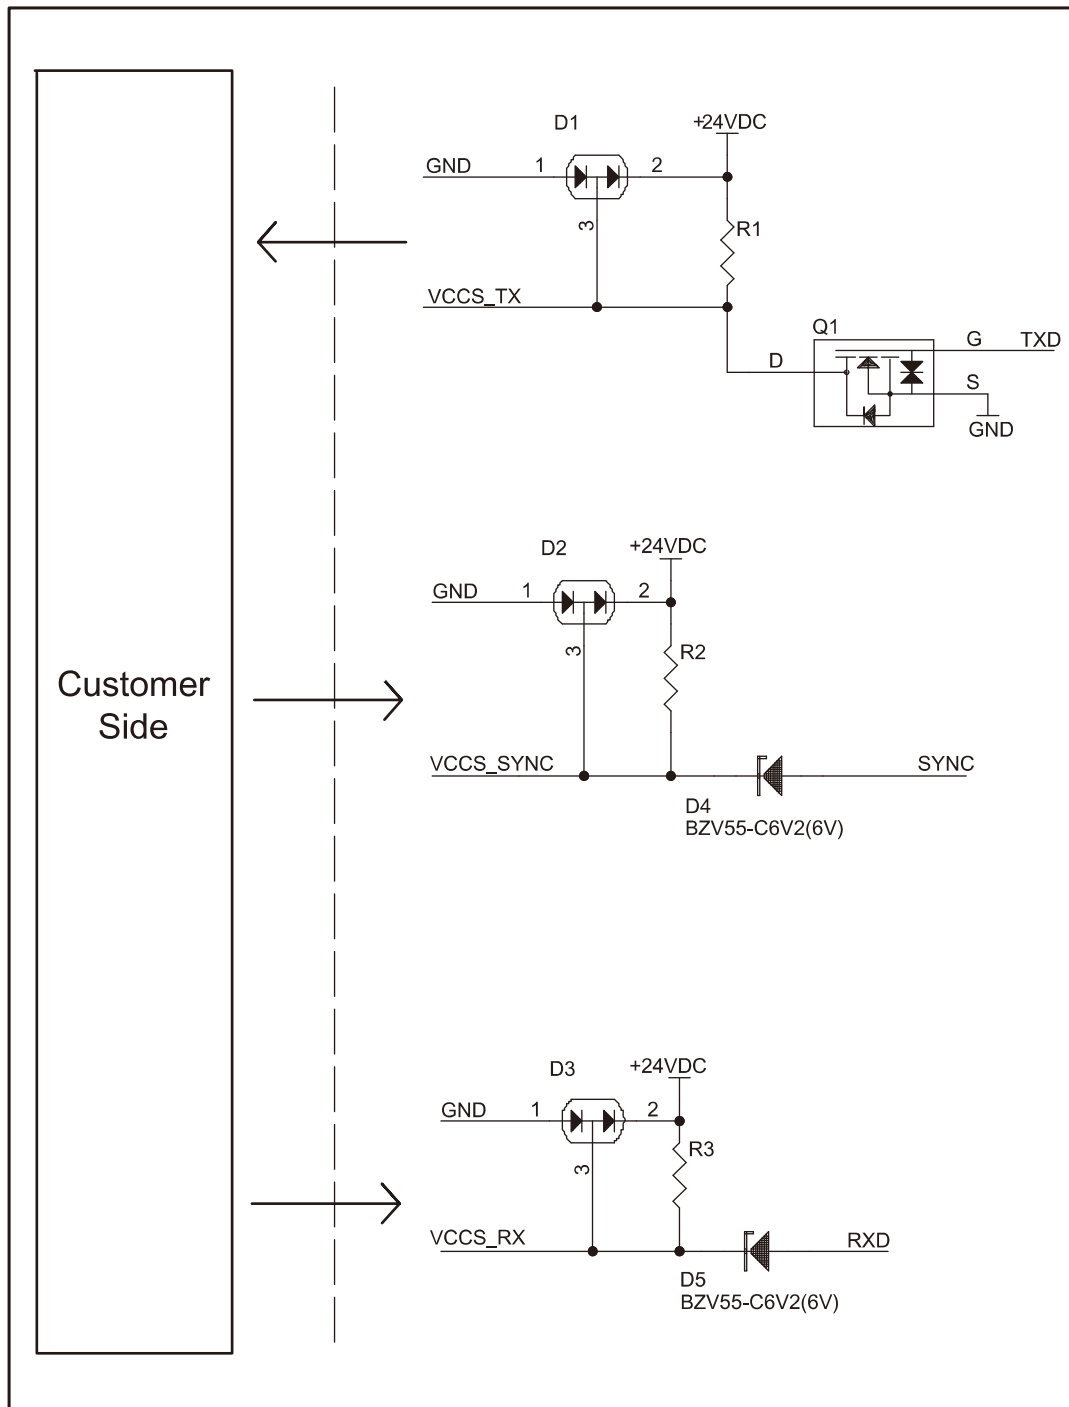 D1
+24VDC
GND
1
2
3
R1
VCCS_TX
Q1
D
G
TXD
S
GND
D2
+24VDC
GND
1
2
3
R2
Customer
Side
VCCS_SYNC
SYNC
D4
BZV55-C6V2(6V)
D3
+24VDC
GND
1
2
3
R3
VCCS_RX
RXD
D5
BZV55-C6V2(6V)